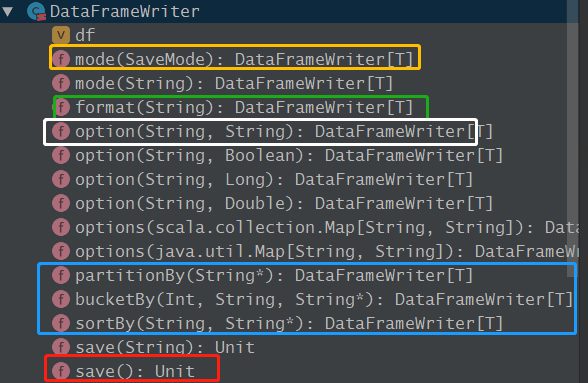 DataFrameWriter
v df
f mode(SaveMode): DataFrameWriter[T]
f mode(String): DataFrameWriter[T]
f format(String): DataFrameWriter[T]
f option(String, String): DataFrameWriter[T]
f option(String, Boolean): DataFrameWriter[T]
f option(String, Long): DataFrameWriter[T]
f option(String, Double): DataFrameWriter[T]
f options(scala.collection.Map[String, String]): Data
f options(java.util.Map[String, String]): DataFrameW
f partitionBy(String*): DataFrameWriter[T]
f bucketBy(Int, String, String*): DataFrameWriter[T]
f sortBy(String, String*): DataFrameWriter[T]
f save(String): Unit
f save(): Unit